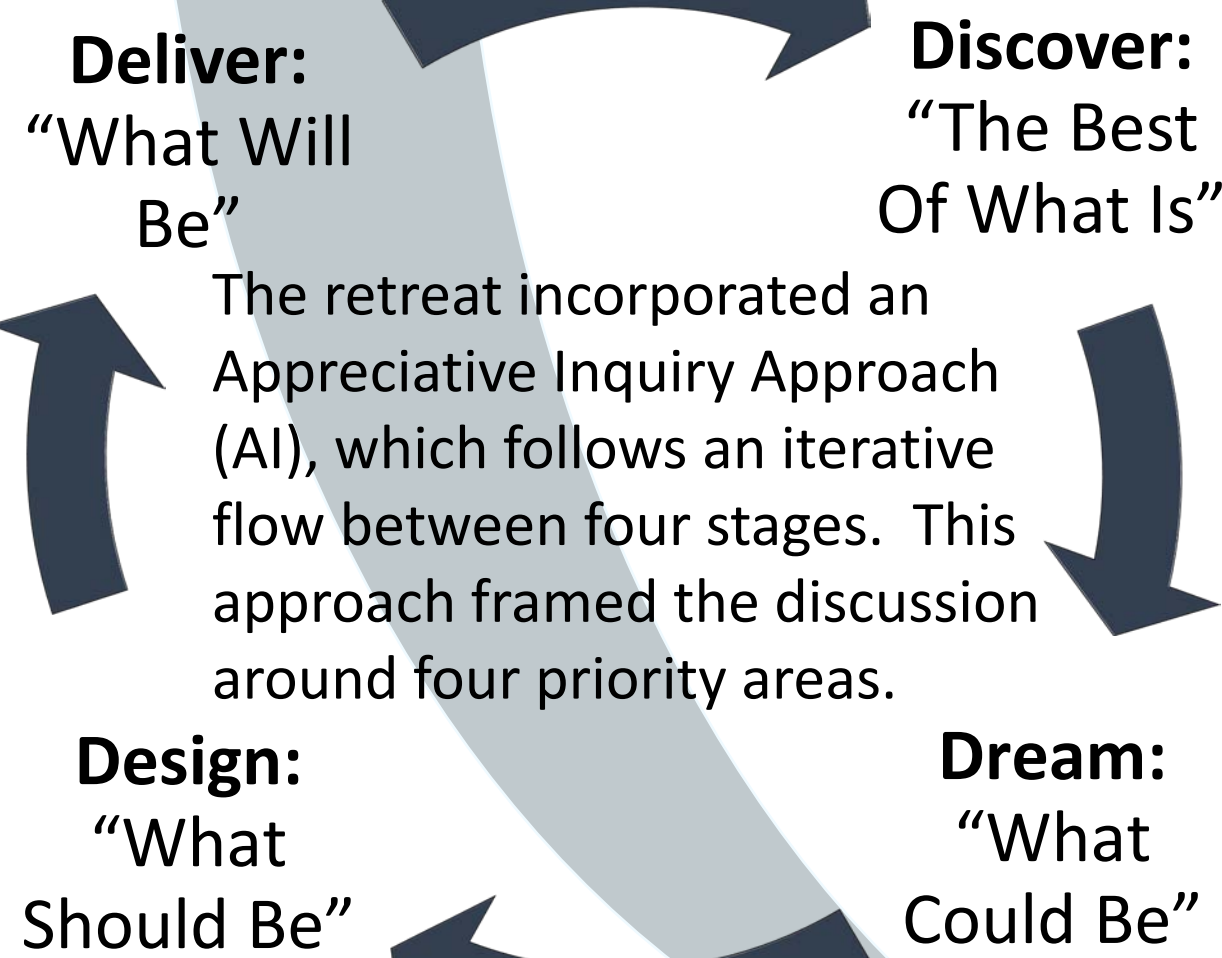 Deliver:
“What Will
Be”
Discover:
“The Best
Of What Is”
The retreat incorporated an
Appreciative Inquiry Approach
(AI), which follows an iterative
flow between four stages.  This
approach framed the discussion
around four priority areas.
Design:
“What
Should Be”
Dream:
“What
Could Be”